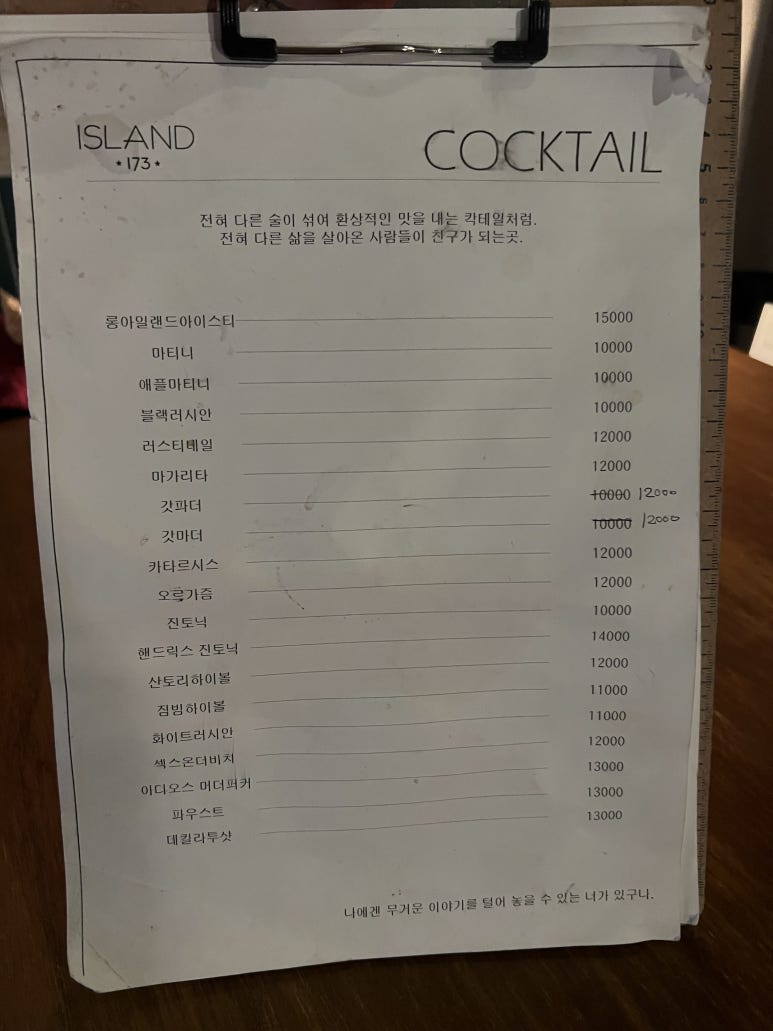 ISLAND
★173★
COCKTAIL
전혀 다른 술이 섞여 환상적인 맛을 내는 칵테일처럼.
전혀 다른 삶을 살아온 사람들이 친구가 되는곳.
롱아일랜드아이스티 15000
마티니 10000
애플마티니 10000
블랙러시안 10000
러스티테일 12000
마가리타 12000
갓파더 10000 12000
갓마더 10000 12000
카타르시스 12000
오르가즘 12000
진토닉 10000
핸드릭스 진토닉 14000
산토리하이볼 12000
짐빔하이볼 11000
화이트러시안 11000
섹스온더비치 12000
아디오스 머더퍼커 13000
파우스트 13000
데킬라투샷 13000
나에겐 무거운 이야기를 털어 놓을 수 있는 너가 있구나.